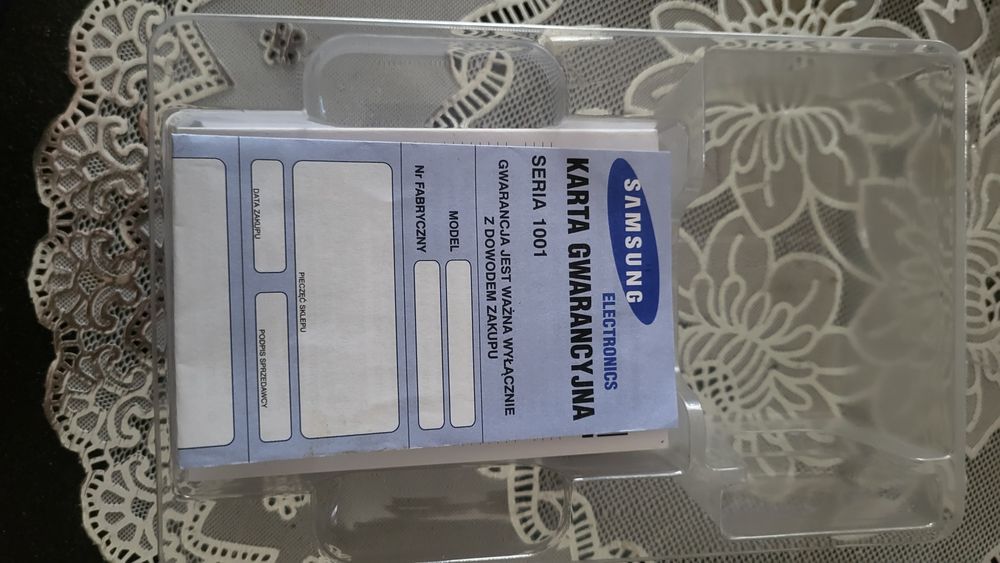 SAMSUNG
ELECTRONICS
KARTA GWARANCYJNA
SERIA 1001
GWARANCJA JEST WAŻNA WYŁĄCZNIE
Z DOWODEM ZAKUPU
MODEL
Nr FABRYCZNY
PIECZĘĆ SKLEPU
DATA ZAKUPU
PODPIS SPRZEDAWCY